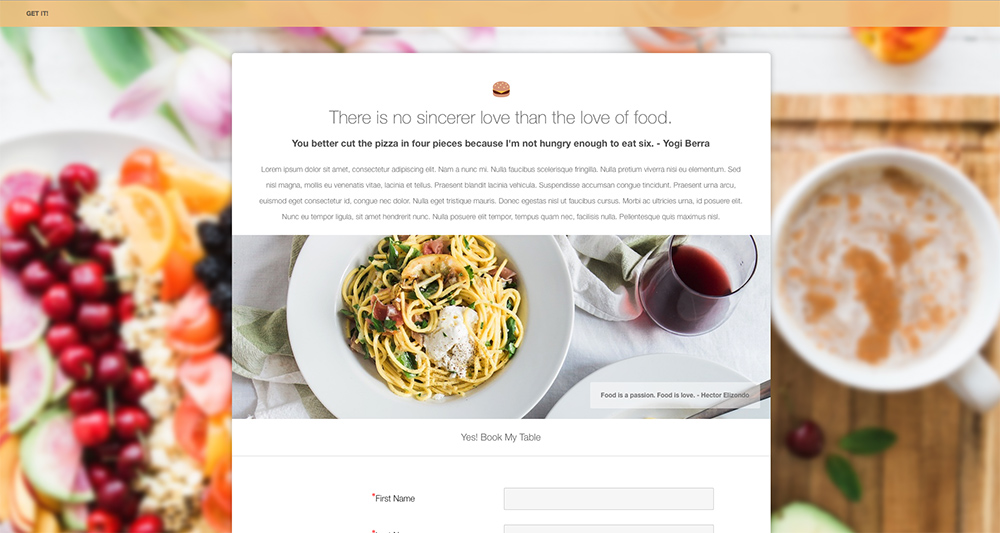 GET IT!
There is no sincerer love than the love of food.
You better cut the pizza in four pieces because I'm not hungry enough to eat six. - Yogi Berra
Lorem ipsum dolor sit amet, consectetur adipiscing elit. Nam a nunc mi. Nulla faucibus scelerisque fringilla. Nulla pretium viverra nisi eu elementum. Sed
nisl magna, mollis eu venenatis vitae, lacinia et tellus. Praesent blandit lacinia vehicula. Suspendisse accumsan congue tincidunt. Praesent urna arcu,
euismod eget consectetur id, congue nec dolor. Nulla eget tristique mauris. Donec egestas nisl ut faucibus cursus. Morbi ac ultricies urna, id posuere elit.
Nunc eu tempor ligula, sit amet hendrerit nunc. Nulla posuere elit tempor, tempus quam nec, facilisis nulla. Pellentesque quis maximus nisl.
Food is a passion. Food is love. - Hector Elizondo
Yes! Book My Table
*First Name